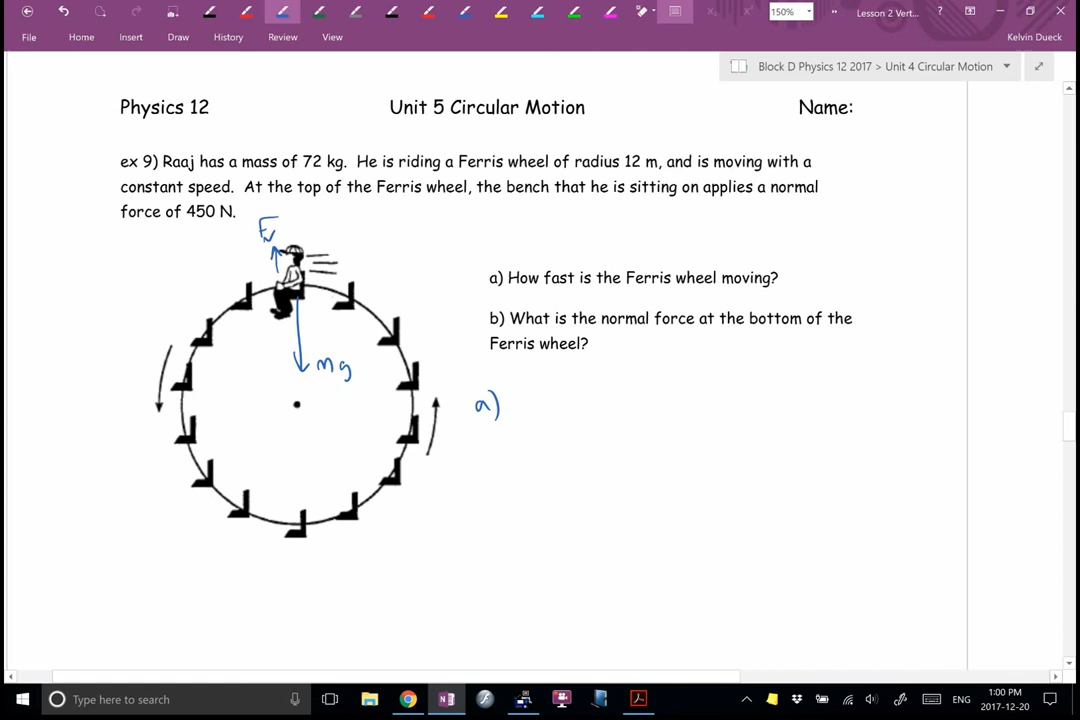 150%
Lesson 2 Vert...
?
File
Home
Insert
Draw
History
Review
View
Kelvin Dueck
Block D Physics 12 2017 > Unit 4 Circular Motion
Physics 12
Unit 5 Circular Motion
Name:
ex 9) Raaj has a mass of 72 kg. He is riding a Ferris wheel of radius 12 m, and is moving with a
constant speed. At the top of the Ferris wheel, the bench that he is sitting on applies a normal
force of 450 N.
FN
a) How fast is the Ferris wheel moving?
b) What is the normal force at the bottom of the
Ferris wheel?
mg
a)
Type here to search
ENG
1:00 PM
2017-12-20